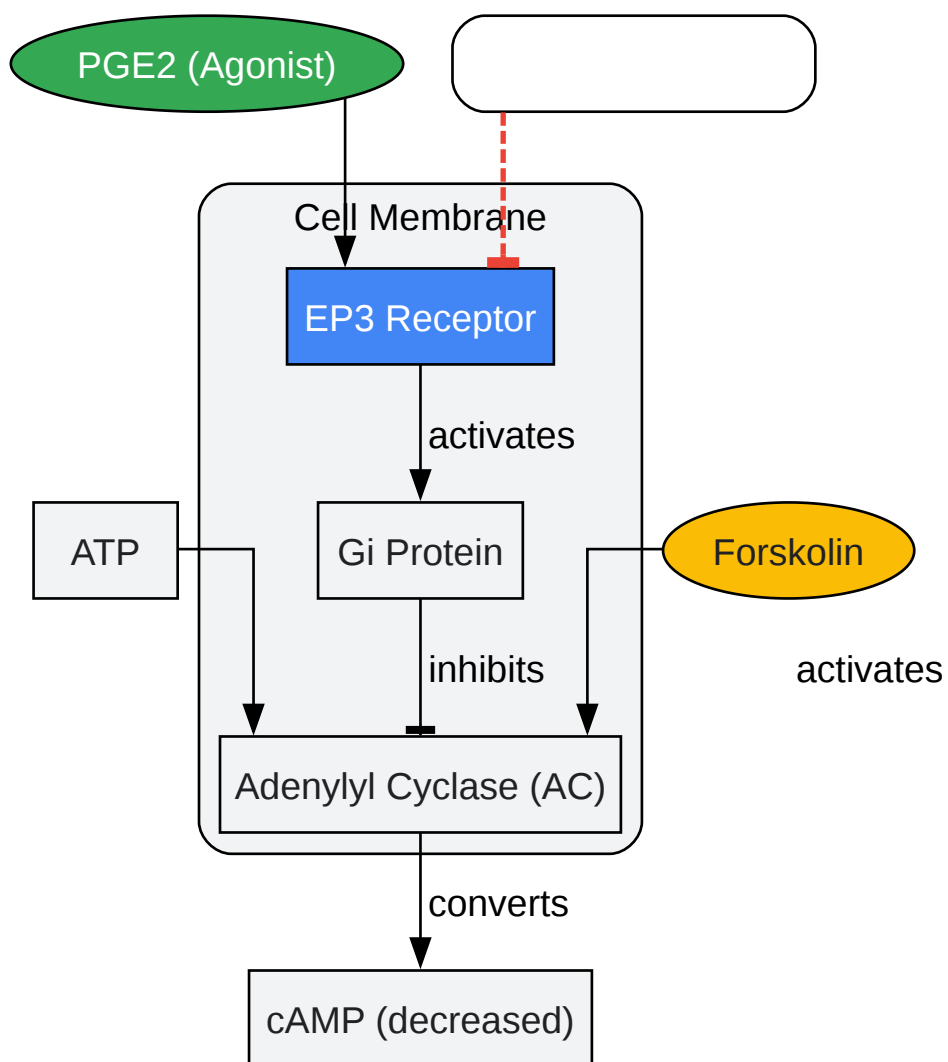 PGE2 (Agonist)
Cell Membrane
EP3 Receptor
activates
ATP
Gi Protein
Forskolin
inhibits
activates
Adenylyl Cyclase (AC)
converts
cAMP (decreased)